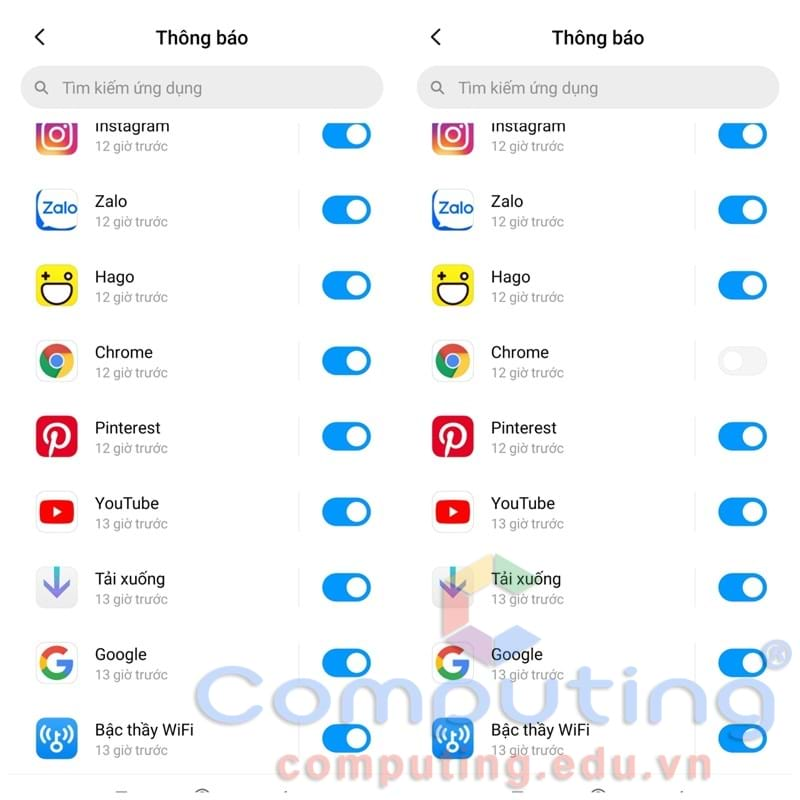 Thông báo
Tìm kiếm ứng dụng
Instagram
12 giờ trước
Zalo
Zalo
12 giờ trước
Hago
12 giờ trước
Chrome
12 giờ trước
Pinterest
12 giờ trước
YouTube
13 giờ trước
Tải xuống
13 giờ trước
Google
13 giờ trước
Bậc thầy WiFi
13 giờ trước
Thông báo
Tìm kiếm ứng dụng
Instagram
12 giờ trước
Zalo
Zalo
12 giờ trước
Hago
12 giờ trước
Chrome
12 giờ trước
Pinterest
12 giờ trước
YouTube
13 giờ trước
Tải xuống
13 giờ trước
Google
13 giờ trước
Bậc thầy WiFi
13 giờ trước
Computing®
computing.edu.vn